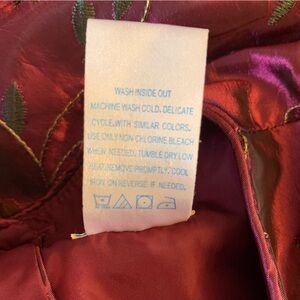 WASH INSIDE OUT
MACHINE WASH COLD, DELICATE
CYCLE, WITH SIMILAR COLORS.
USE ONLY NON-CHLORINE BLEACH
WHEN NEEDED. TUMBLE DRY LOW
HEAT. REMOVE PROMPTLY. COOL
IRON ON REVERSE IF NEEDED.